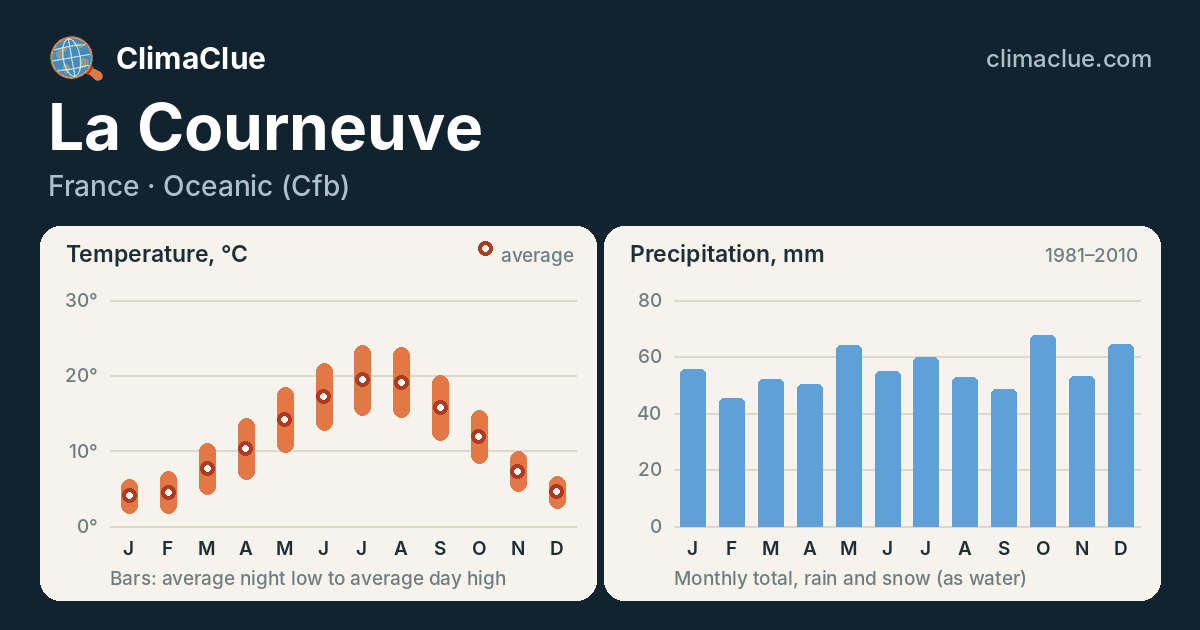 ClimaClue
climaclue.com
La Courneuve
France · Oceanic (Cfb)
Temperature, °C
average
30°
20°
10°
0°
J F M A M J J A S O N D
Bars: average night low to average day high
Precipitation, mm
1981–2010
80
60
40
20
0
J F M A M J J A S O N D
Monthly total, rain and snow (as water)